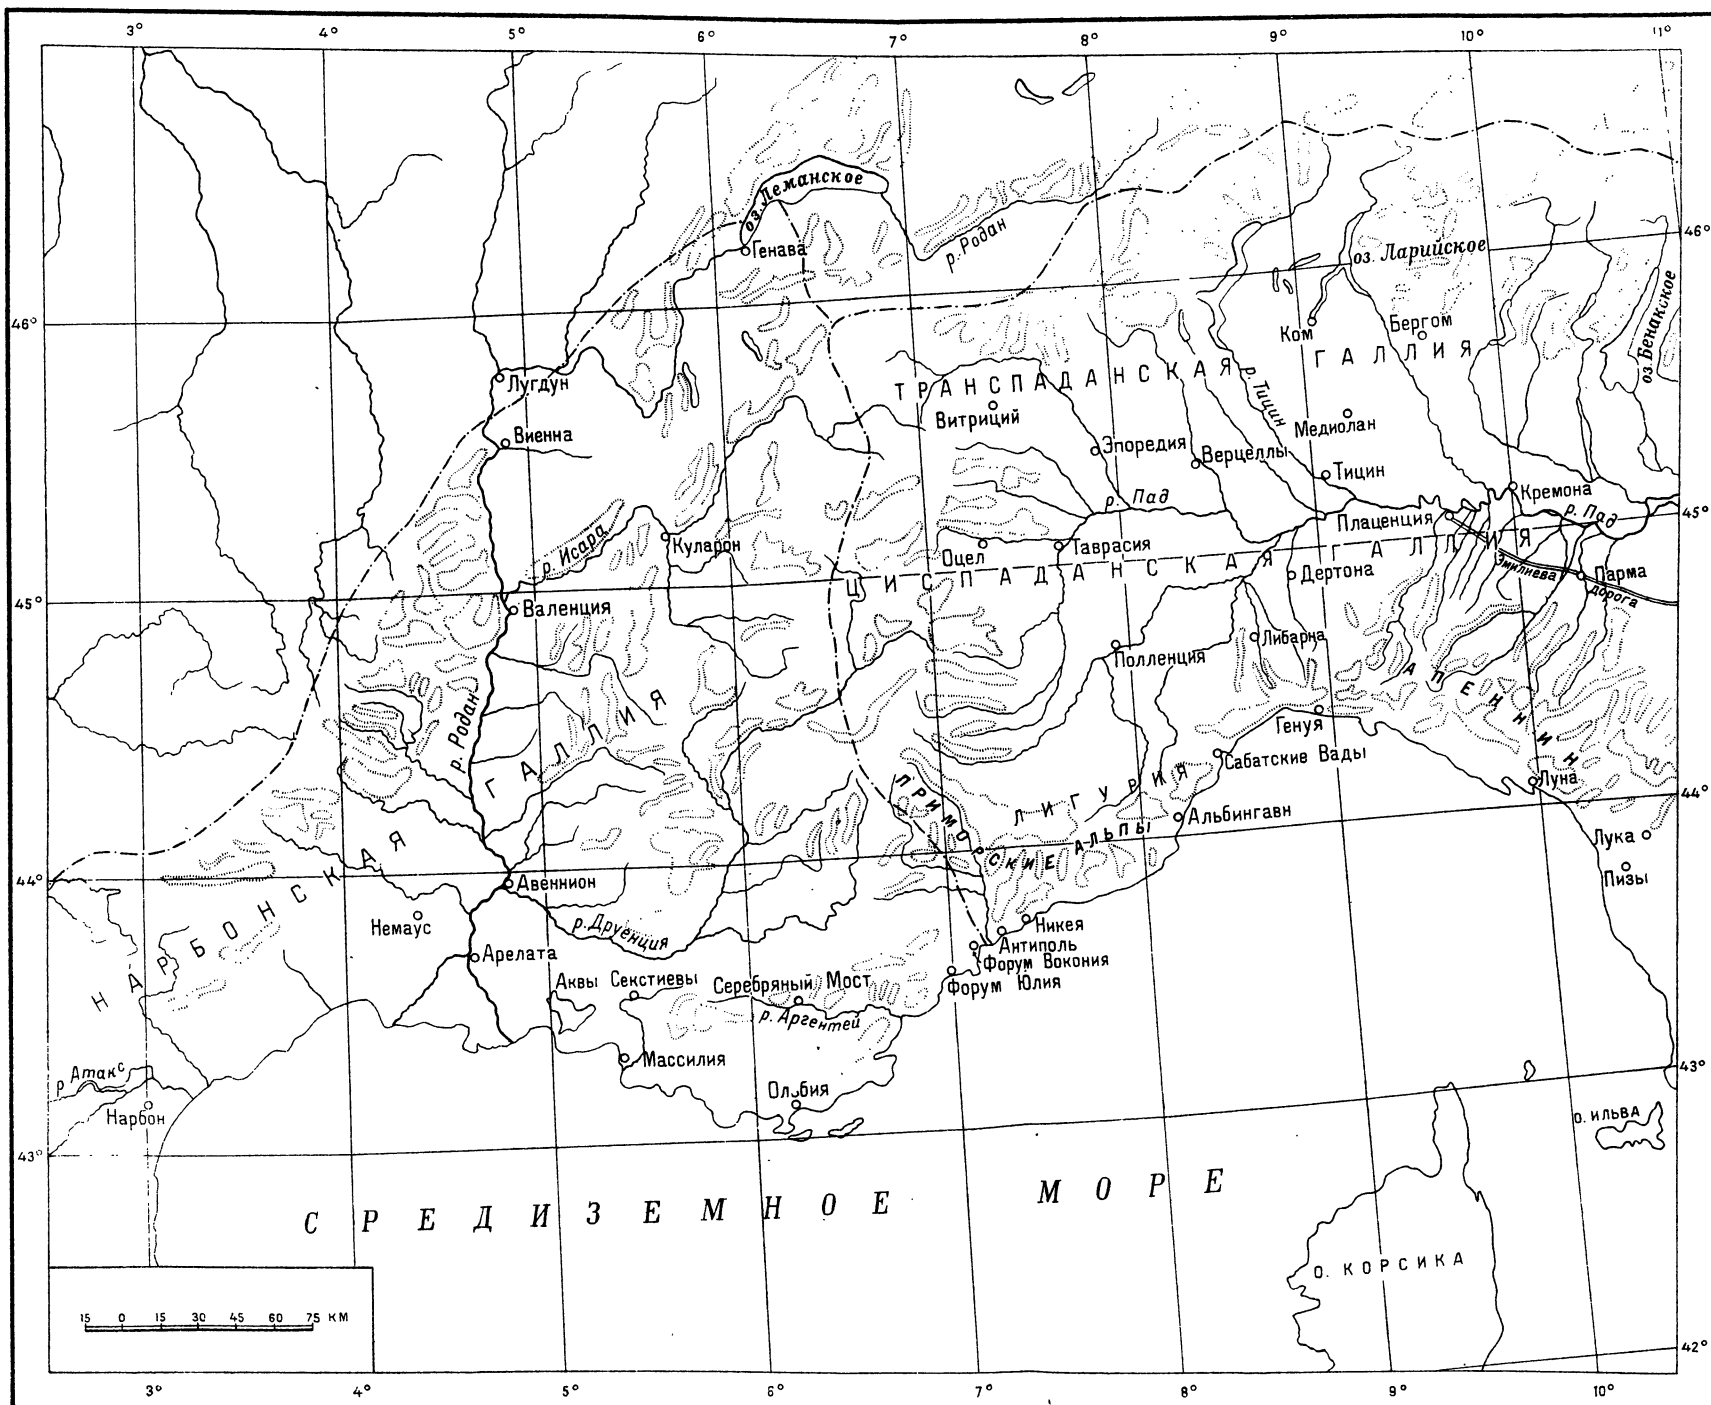 3° 4° 5° 6° 7° 8° 9° 10° 11°
оз. Леманское
Генава
р. Родан
46°
оз. Ларийское
оз. Бенакское
46°
Ком
Бергом
ГАЛЛИЯ
Лугдун
ТРАНСПАДАНСКАЯ
р. Тицин
Витриций
Медиолан
Виенна
Эпоредия
Верцеллы
Тицин
р. Пад
Кремона
р. Пад
Плаценция
45°
р. Исара
Куларон
Оцел
Таврасия
ЦИСПАДАНСКАЯ ГАЛЛИЯ
Дертона
Эмилиева
дорога
Парма
45°
Валенция
Либарна
Полленция
АПЕННИН
р. Родан
ГАЛЛИЯ
Генуя
Сабатские Вады
Луна
ПРИМОРСКИЕ АЛЬПЫ
ЛИГУРИЯ
44°
Альбингавн
Лука
Пизы
44°
НАРБОНСКАЯ
Авеннион
Немаус
р. Друенция
Никея
Антиполь
Арелата
Форум Вокония
Аквы Секстиевы
Серебряный Мост
Форум Юлия
р. Аргентей
Массилия
43°
р Атакс
Нарбон
Ольбия
о. ИЛЬВА
43°
СРЕДИЗЕМНОЕ МОРЕ
о. КОРСИКА
15 0 15 30 45 60 75 КМ
42°
3° 4° 5° 6° 7° 8° 9° 10°